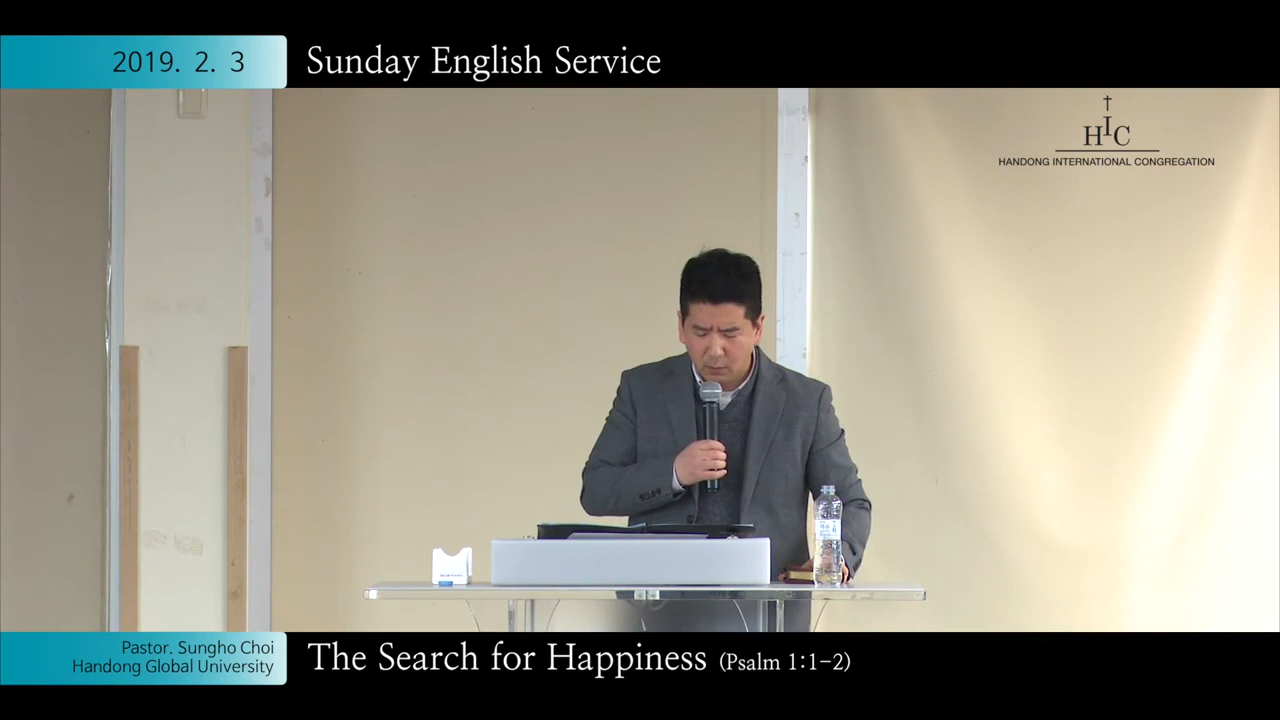 2019. 2. 3
Sunday English Service
HIC
HANDONG INTERNATIONAL CONGREGATION
Pastor. Sungho Choi
Handong Global University
The Search for Happiness (Psalm 1:1-2)